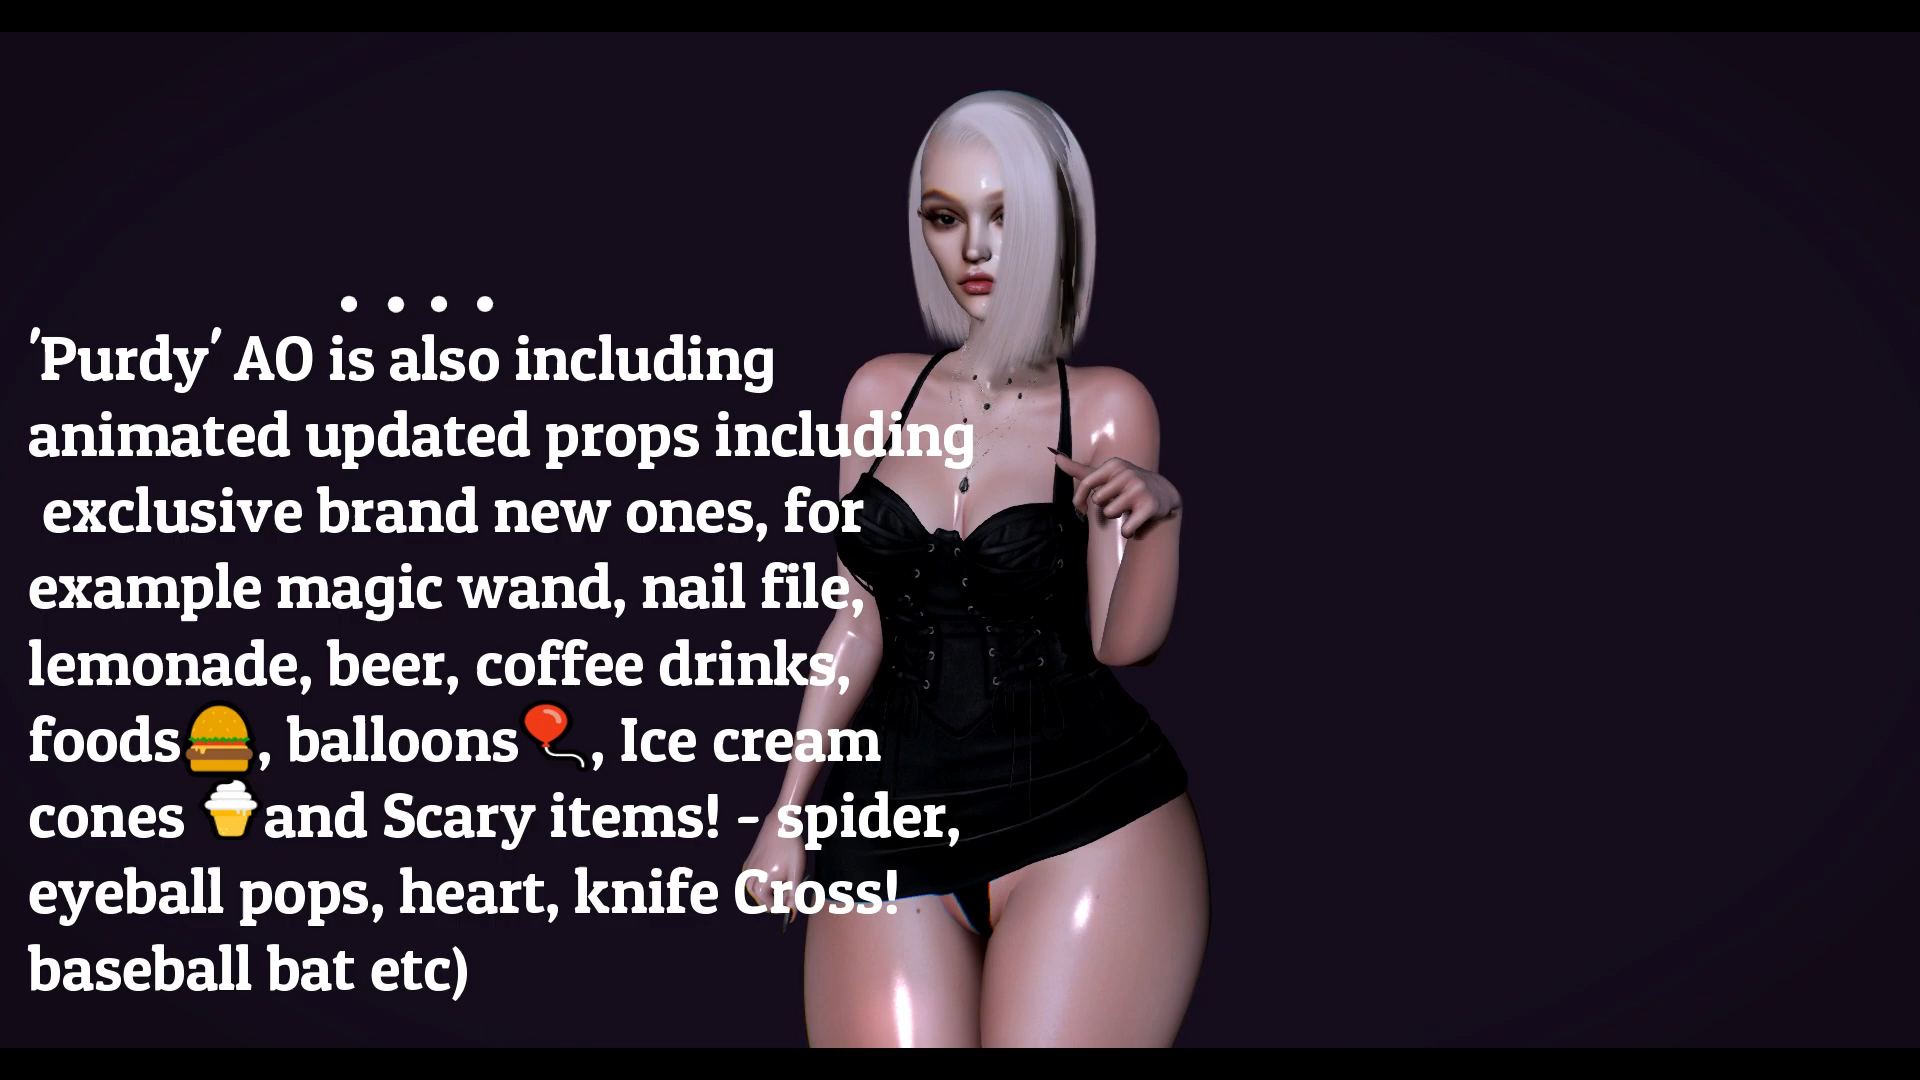 • • • •
'Purdy' AO is also including
animated updated props including
exclusive brand new ones, for
example magic wand, nail file,
lemonade, beer, coffee drinks,
foods🍔, balloons🎈, Ice cream
cones 🍦and Scary items! - spider,
eyeball pops, heart, knife Cross!
baseball bat etc)